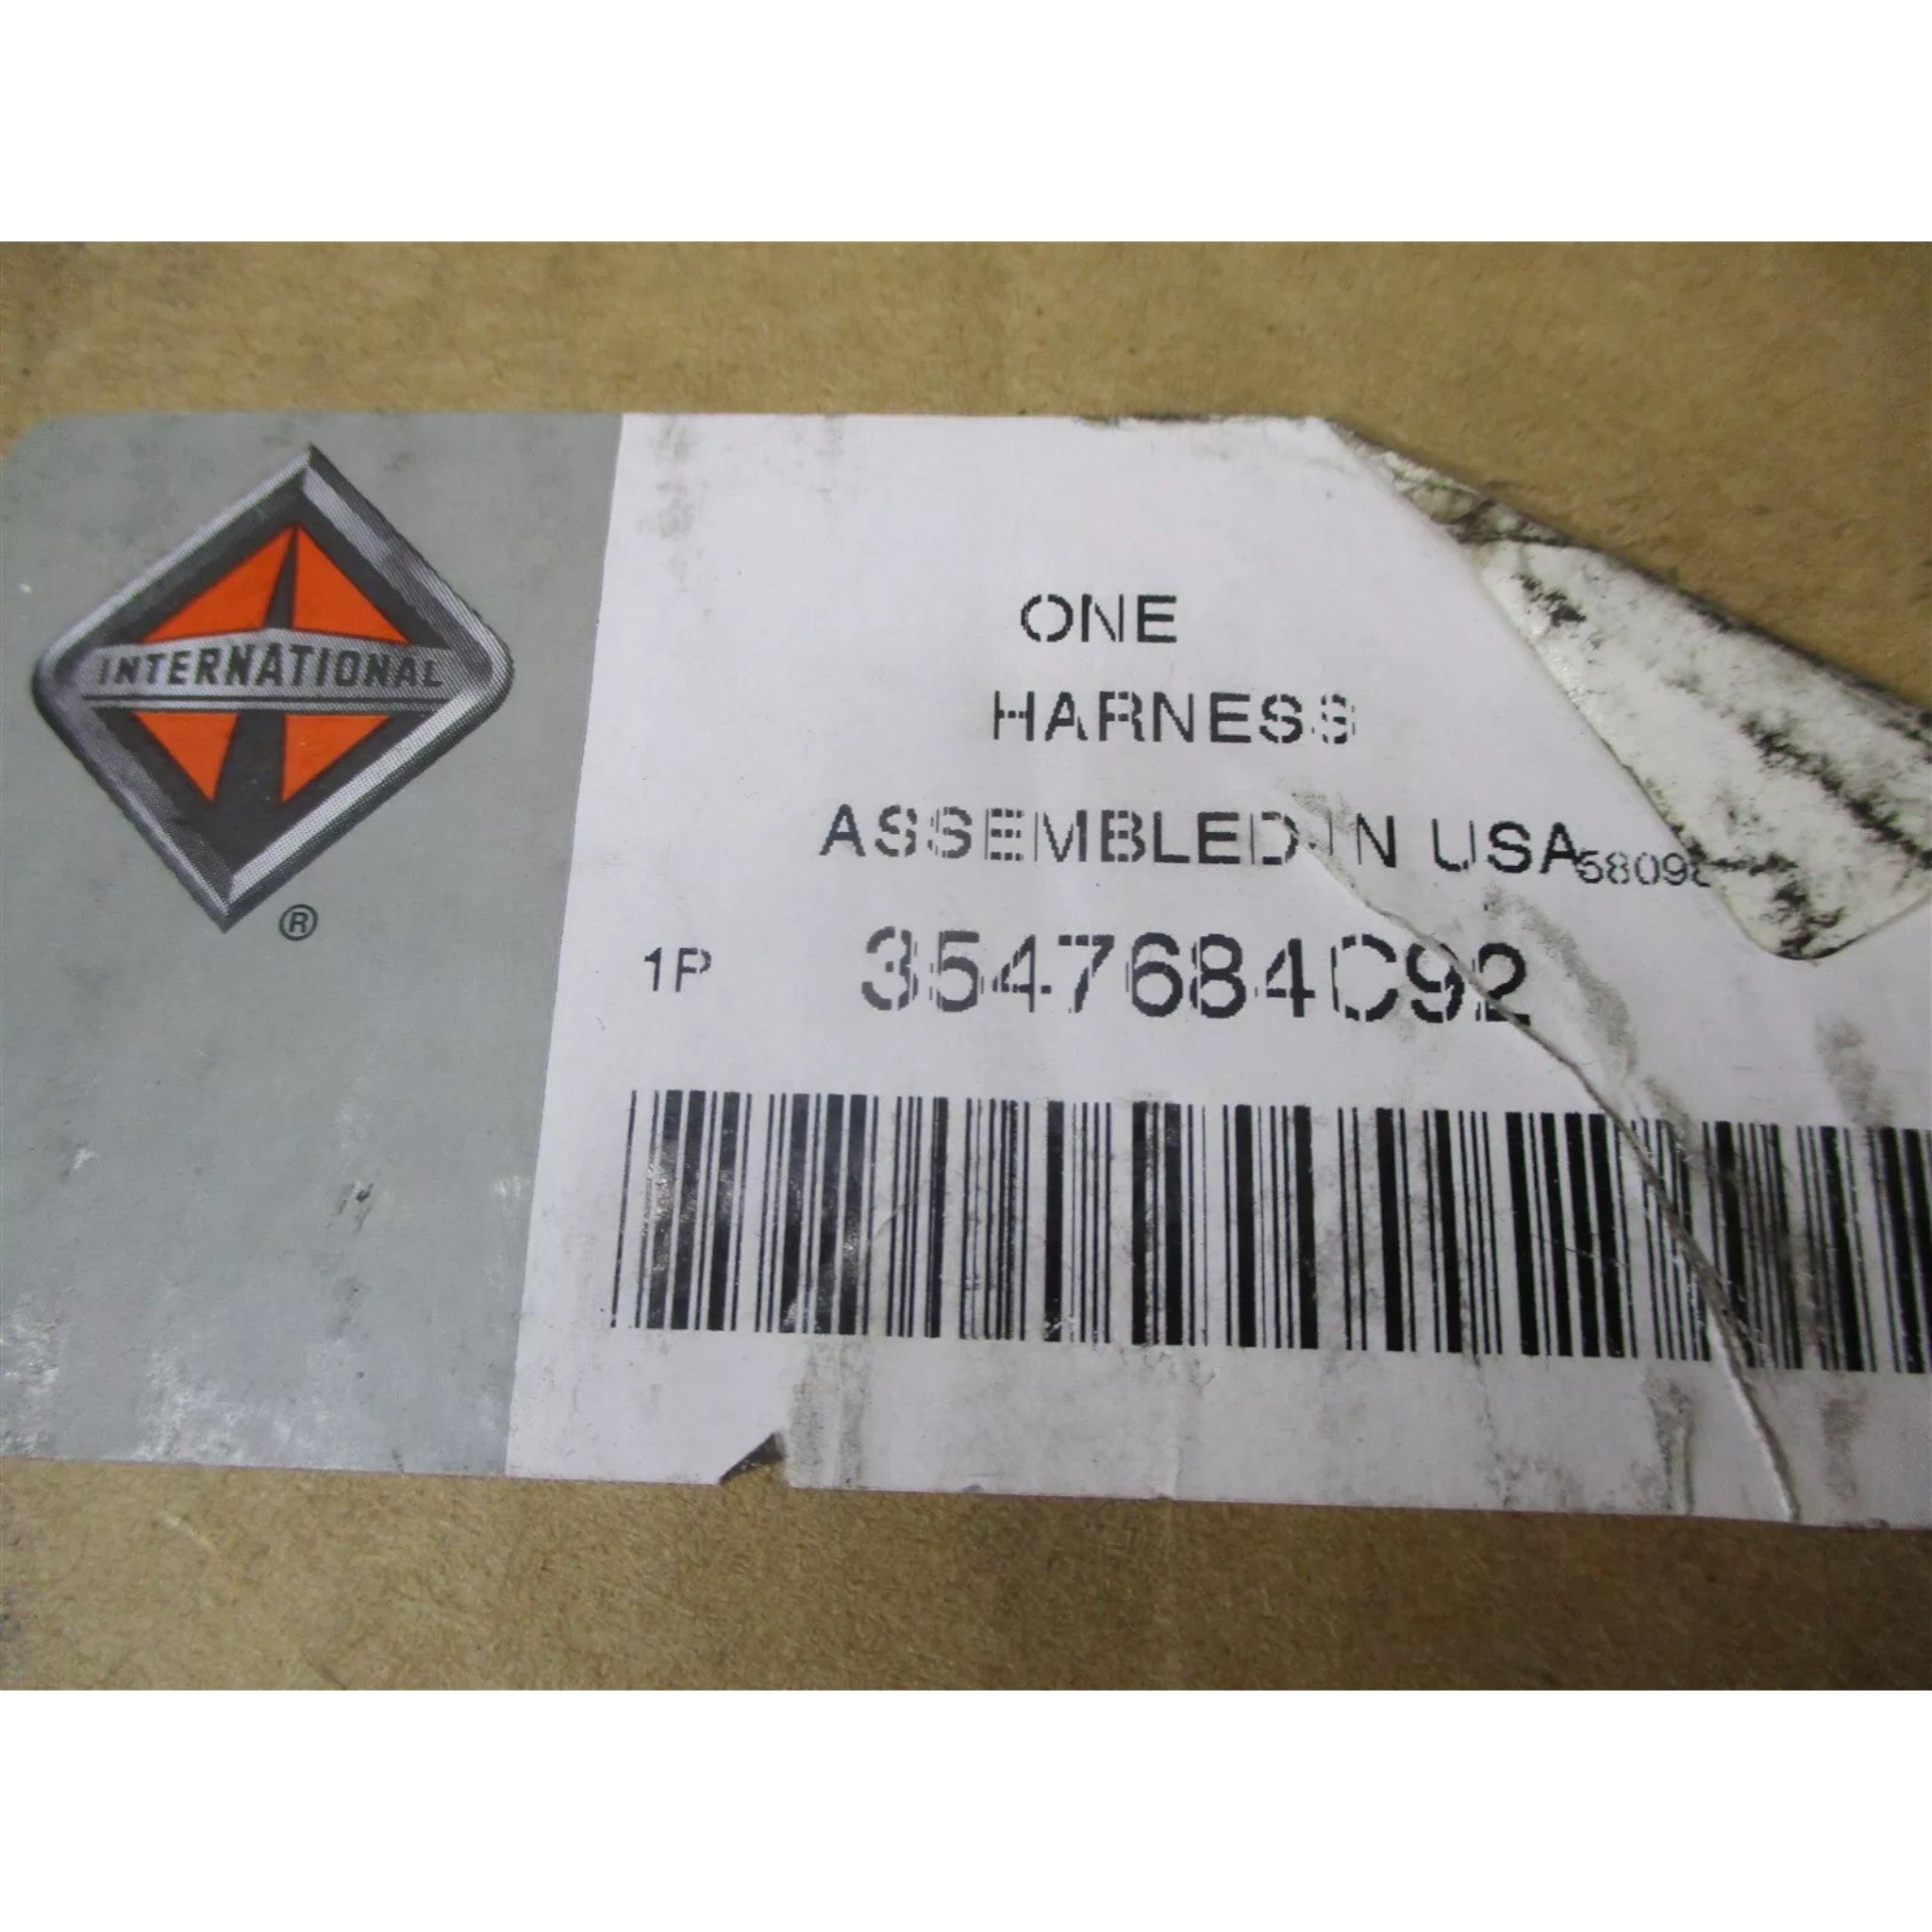 INTERNATIONAL
®
ONE
HARNESS
ASSEMBLED IN USA
1P 3547684C92